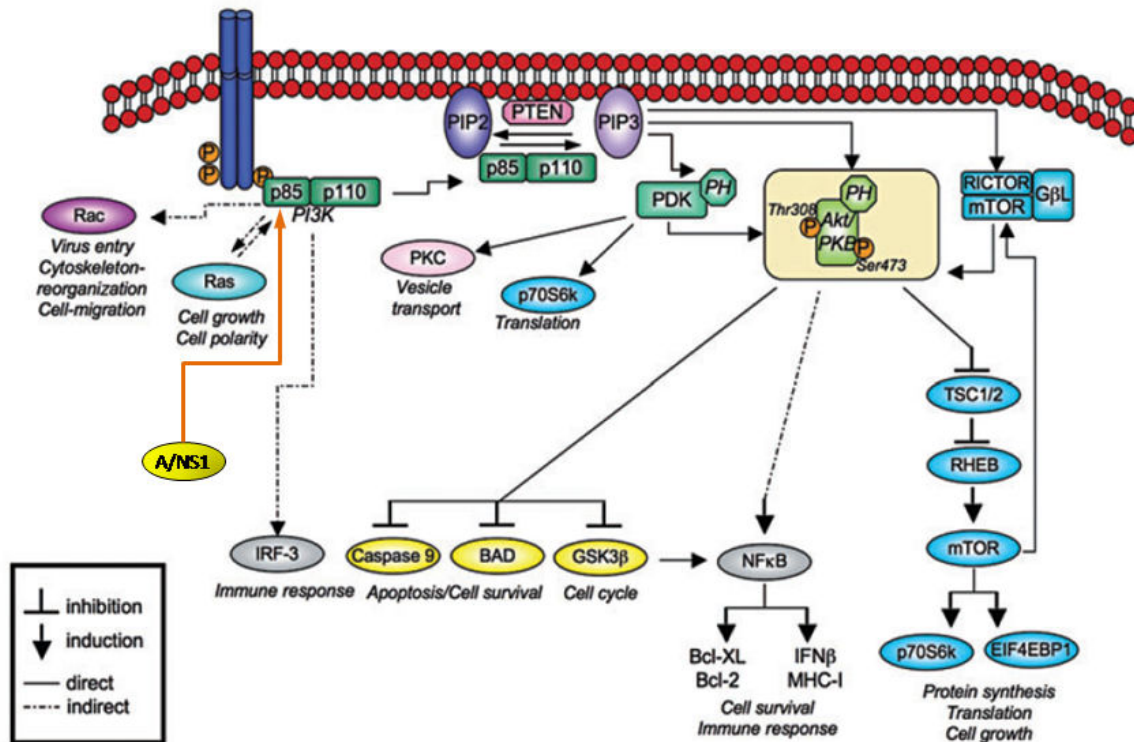 PIP2
PTEN
PIP3
P
P
P
p85
p110
PI3K
p85
p110
PDK
PH
PH
Thr308
Akt/
PKB
P
P
Ser473
RICTOR
mTOR
GβL
Rac
Virus entry
Cytoskeleton-
reorganization
Cell-migration
Ras
Cell growth
Cell polarity
PKC
Vesicle
transport
p70S6k
Translation
TSC1/2
RHEB
mTOR
A/NS1
IRF-3
Immune response
Caspase 9
BAD
GSK3β
Apoptosis/Cell survival
Cell cycle
NFκB
Bcl-XL
Bcl-2
IFNβ
MHC-I
Cell survival
Immune response
p70S6k
EIF4EBP1
Protein synthesis
Translation
Cell growth
inhibition
induction
direct
indirect